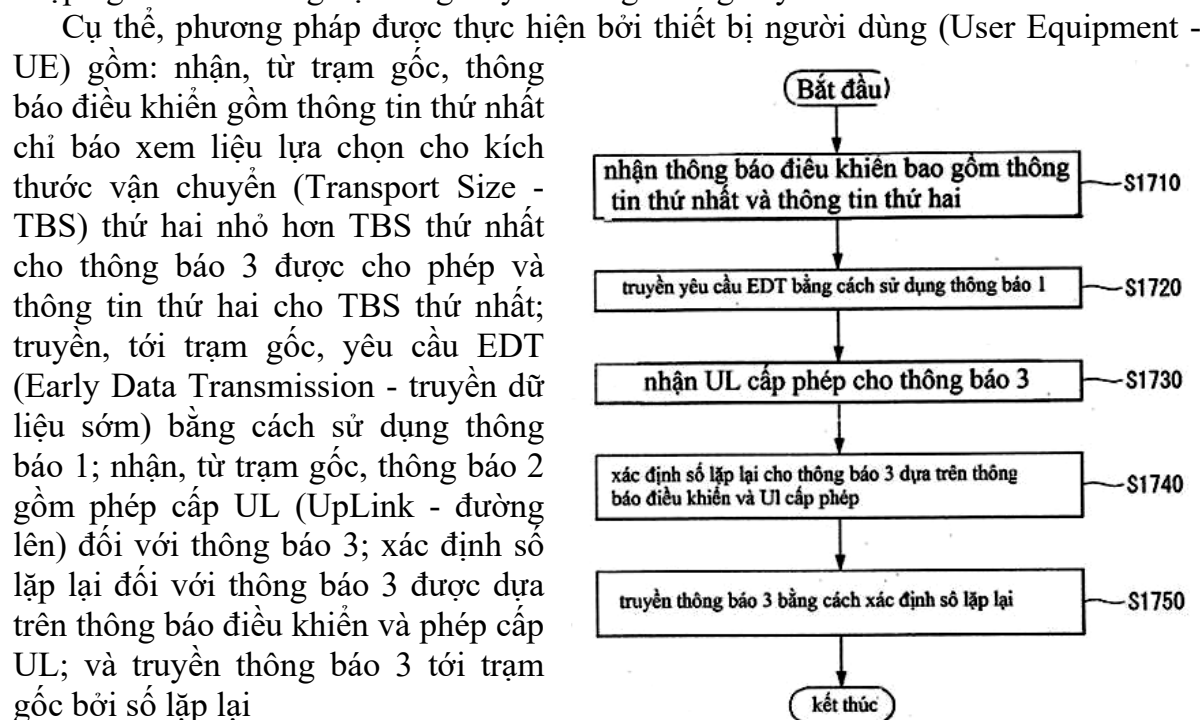 Cụ thể, phương pháp được thực hiện bởi thiết bị người dùng (User Equipment -
UE) gồm: nhận, từ trạm gốc, thông
báo điều khiển gồm thông tin thứ nhất
chỉ báo xem liệu lựa chọn cho kích
thước vận chuyển (Transport Size -
TBS) thứ hai nhỏ hơn TBS thứ nhất
cho thông báo 3 được cho phép và
thông tin thứ hai cho TBS thứ nhất;
truyền, tới trạm gốc, yêu cầu EDT
(Early Data Transmission - truyền dữ
liệu sớm) bằng cách sử dụng thông
báo 1; nhận, từ trạm gốc, thông báo 2
gồm phép cấp UL (UpLink - đường
lên) đối với thông báo 3; xác định số
lặp lại đối với thông báo 3 được dựa
trên thông báo điều khiển và phép cấp
UL; và truyền thông báo 3 tới trạm
gốc bởi số lặp lại
Bắt đầu)
nhận thông báo điều khiển bao gồm thông
tin thứ nhất và thông tin thứ hai
S1710
truyền yêu cầu EDT bằng cách sử dụng thông báo 1
S1720
nhận UL cấp phép cho thông báo 3
S1730
xác định số lặp lại cho thông báo 3 dựa trên thông
báo điều khiển và Ul cấp phép
S1740
truyền thông báo 3 bằng cách xác định số lặp lại
S1750
kết thúc